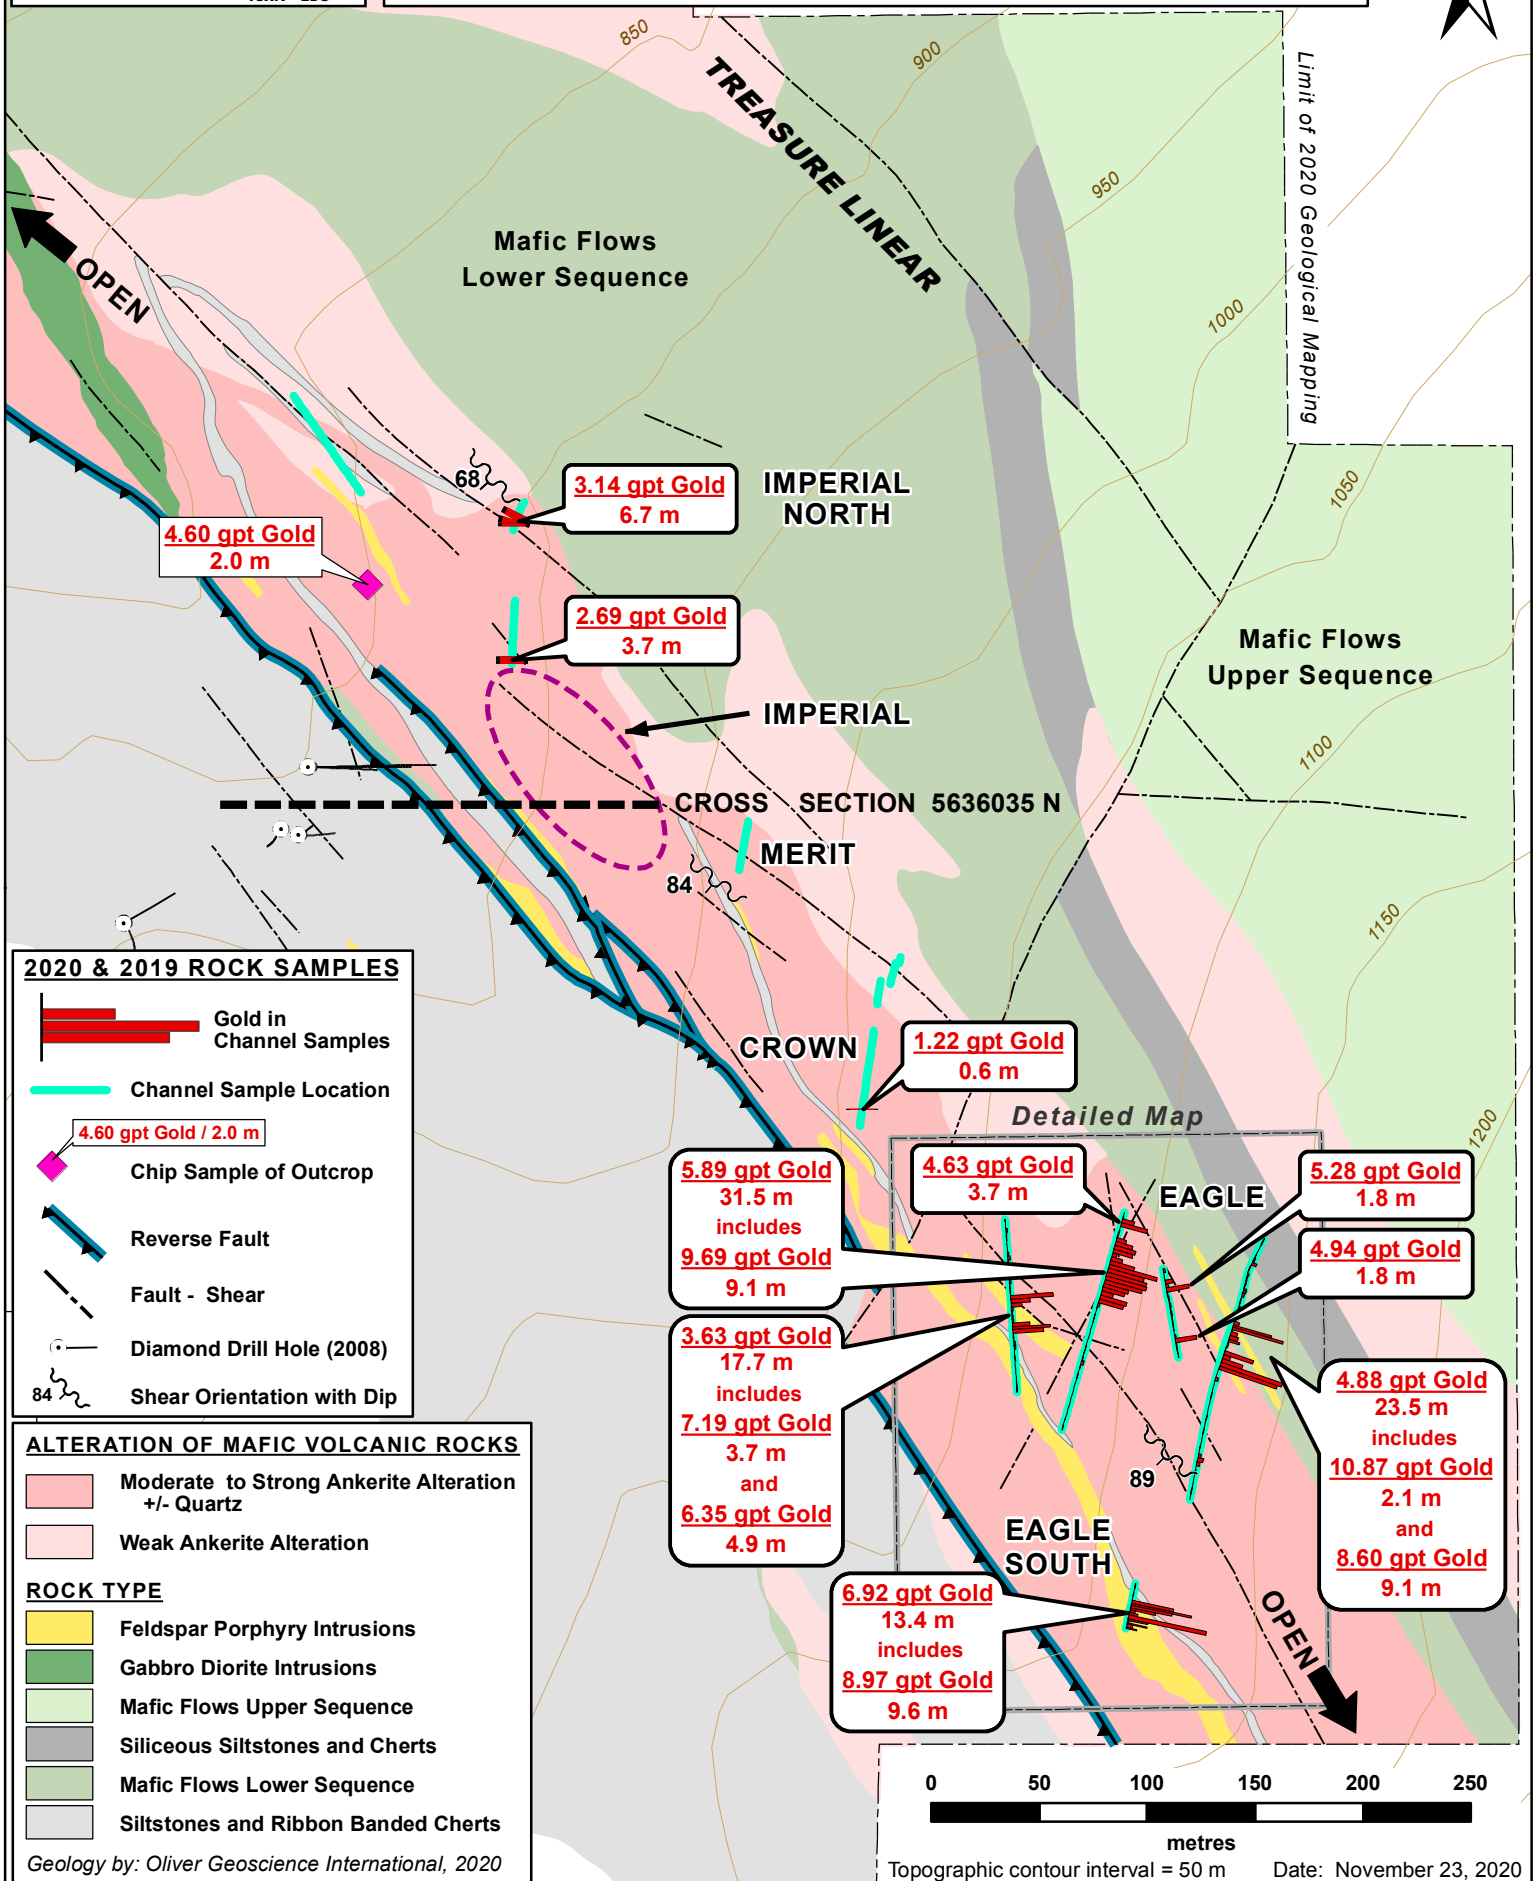 850
900
TREASURE LINEAR
Limit of 2020 Geological Mapping
950
Mafic Flows
Lower Sequence
OPEN
1000
68
3.14 gpt Gold
6.7 m
IMPERIAL
NORTH
1050
4.60 gpt Gold
2.0 m
2.69 gpt Gold
3.7 m
Mafic Flows
Upper Sequence
IMPERIAL
1100
CROSS SECTION 5636035 N
MERIT
84
1150
2020 & 2019 ROCK SAMPLES
Gold in
Channel Samples
Channel Sample Location
4.60 gpt Gold / 2.0 m
Chip Sample of Outcrop
Reverse Fault
Fault - Shear
Diamond Drill Hole (2008)
84
Shear Orientation with Dip
CROWN
1.22 gpt Gold
0.6 m
Detailed Map
1200
5.89 gpt Gold
31.5 m
includes
9.69 gpt Gold
9.1 m
4.63 gpt Gold
3.7 m
EAGLE
5.28 gpt Gold
1.8 m
4.94 gpt Gold
1.8 m
3.63 gpt Gold
17.7 m
includes
7.19 gpt Gold
3.7 m
and
6.35 gpt Gold
4.9 m
4.88 gpt Gold
23.5 m
includes
10.87 gpt Gold
2.1 m
and
8.60 gpt Gold
9.1 m
89
EAGLE
SOUTH
6.92 gpt Gold
13.4 m
includes
8.97 gpt Gold
9.6 m
OPEN
ALTERATION OF MAFIC VOLCANIC ROCKS
Moderate to Strong Ankerite Alteration
+/- Quartz
Weak Ankerite Alteration
ROCK TYPE
Feldspar Porphyry Intrusions
Gabbro Diorite Intrusions
Mafic Flows Upper Sequence
Siliceous Siltstones and Cherts
Mafic Flows Lower Sequence
Siltstones and Ribbon Banded Cherts
Geology by: Oliver Geoscience International, 2020
0 50 100 150 200 250
metres
Topographic contour interval = 50 m Date: November 23, 2020